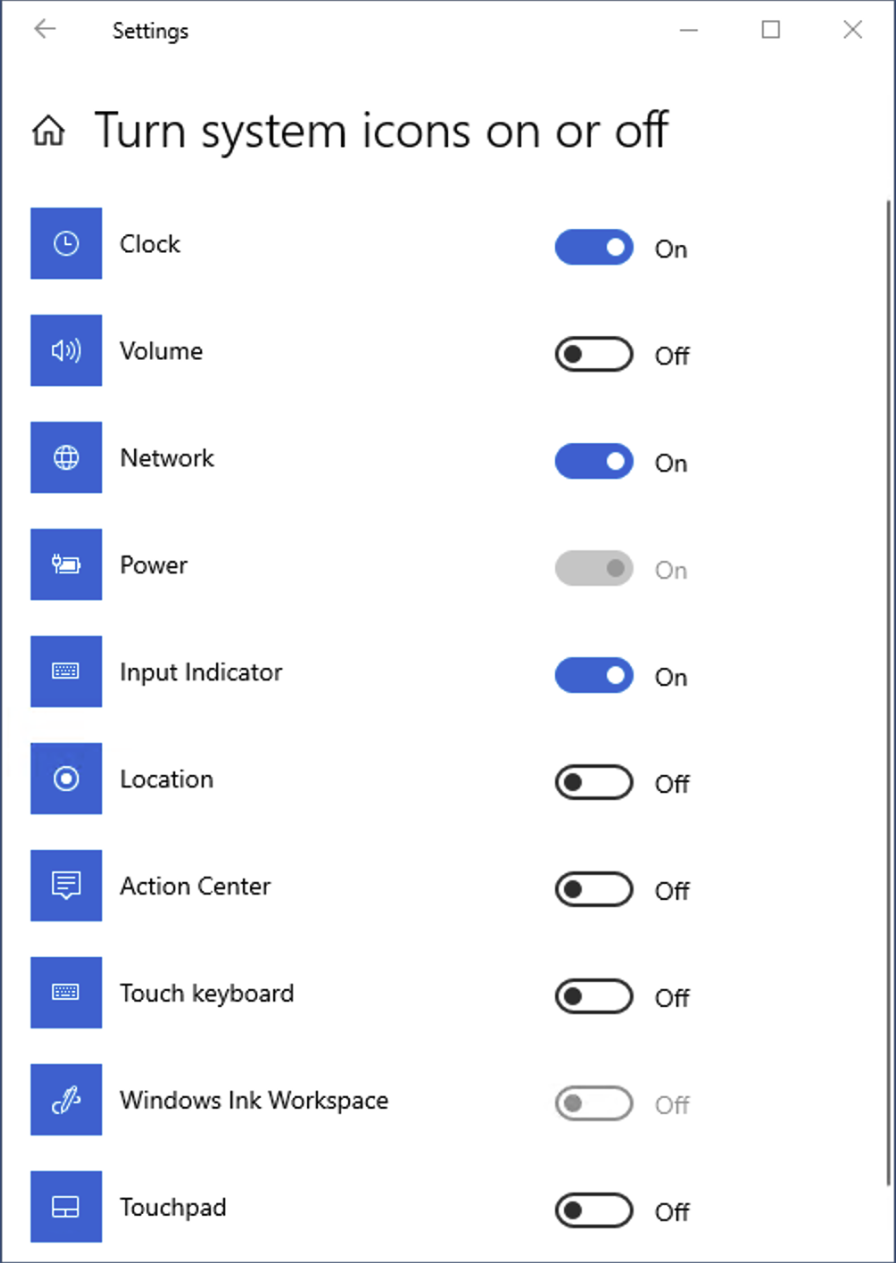 Settings
Turn system icons on or off
Clock On
Volume Off
Network On
Power On
Input Indicator On
Location Off
Action Center Off
Touch keyboard Off
Windows Ink Workspace Off
Touchpad Off